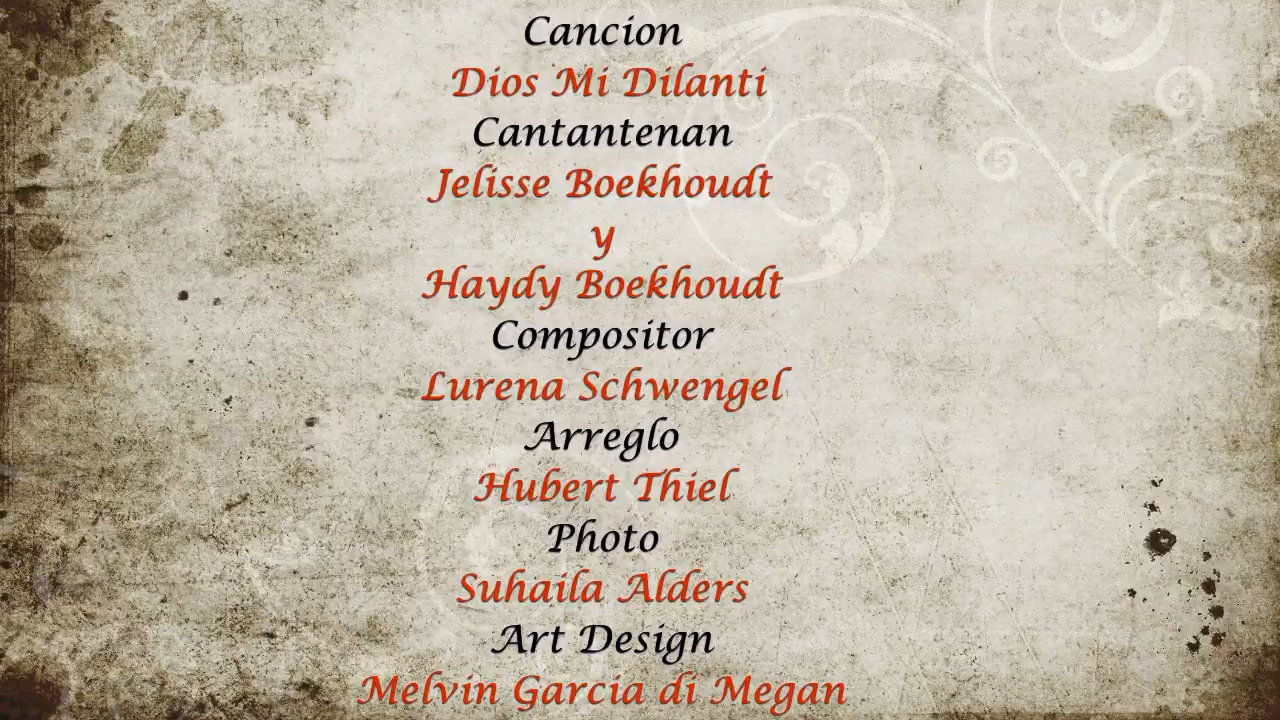 Cancion
Dios Mi Dilanti
Cantantenan
Jelisse Boekhoudt
y
Haydy Boekhoudt
Compositor
Lurena Schwengel
Arreglo
Hubert Thiel
Photo
Suhaila Alders
Art Design
Melvin Garcia di Megan